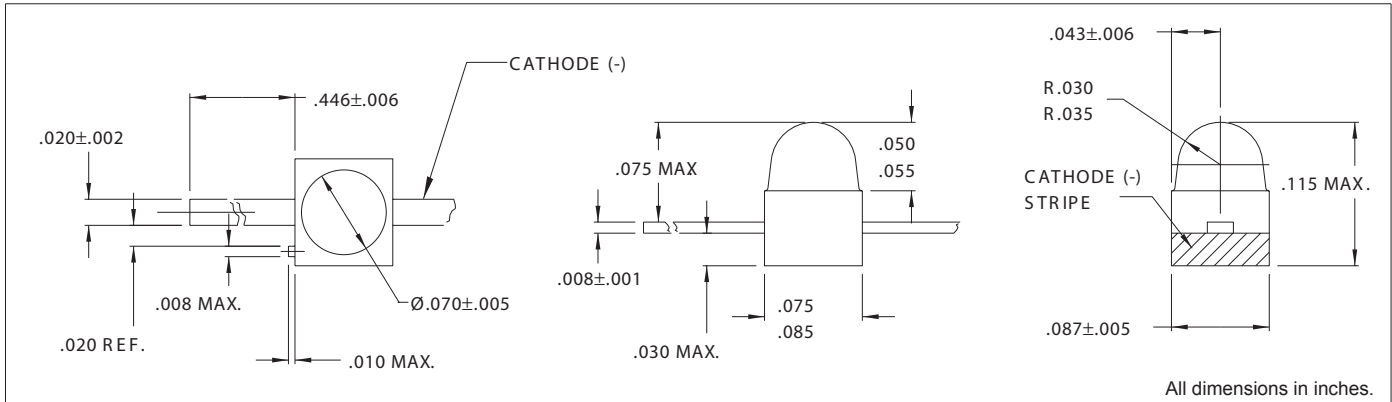 CATHODE (-)
.446±.006
.020±.002
.008 MAX.
.020 REF.
.010 MAX.
Ø.070±.005
.075 MAX
.050
.055
.008±.001
.030 MAX.
.075
.085
.043±.006
R.030
R.035
CATHODE (-)
STRIPE
.115 MAX.
.087±.005
All dimensions in inches.